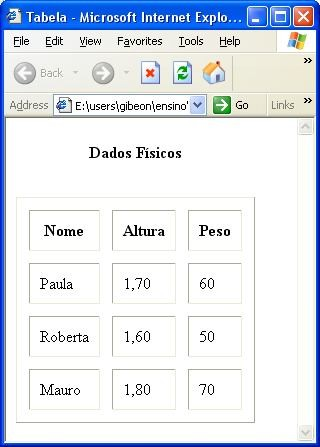 Tabela - Microsoft Internet Explo...
File Edit View Favorites Tools Help »
Back
Address E:\users\gibeon\ensino\ Go Links »
Dados Físicos
Nome Altura Peso
Paula 1,70 60
Roberta 1,60 50
Mauro 1,80 70